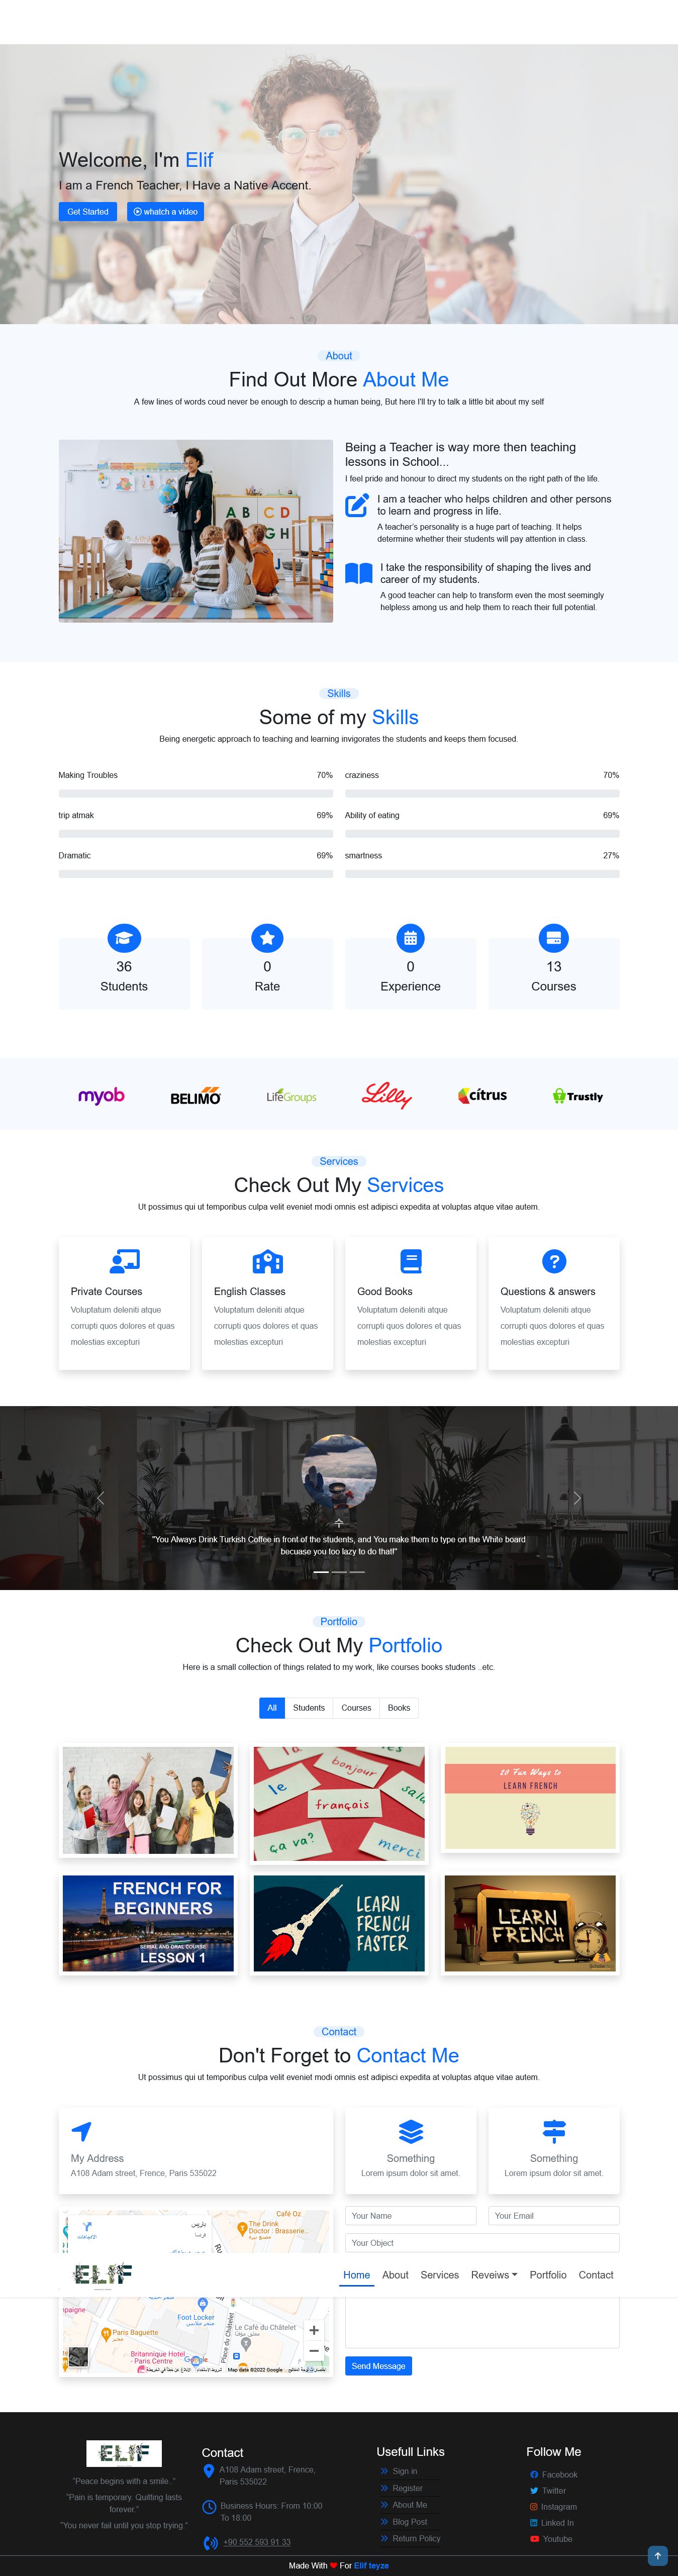 Welcome, I'm Elif
I am a French Teacher, I Have a Native Accent.
Get Started
whatch a video
About
Find Out More About Me
A few lines of words coud never be enough to descrip a human being, But here I'll try to talk a little bit about my self
A B C D
Being a Teacher is way more then teaching
lessons in School...
I feel pride and honour to direct my students on the right path of the life.
I am a teacher who helps children and other persons
to learn and progress in life.
A teacher's personality is a huge part of teaching. It helps
determine whether their students will pay attention in class.
I take the responsibility of shaping the lives and
career of my students.
A good teacher can help to transform even the most seemingly
helpless among us and help them to reach their full potential.
Skills
Some of my Skills
Being energetic approach to teaching and learning invigorates the students and keeps them focused.
Making Troubles 70%
craziness 70%
trip atmak 69%
Ability of eating 69%
Dramatic 69%
smartness 27%
36
Students
0
Rate
0
Experience
13
Courses
myob
BELIMO
LifeGroups
Lilly
cítrus
Trustly
Services
Check Out My Services
Ut possimus qui ut temporibus culpa velit eveniet modi omnis est adipisci expedita at voluptas atque vitae autem.
Private Courses
Voluptatum deleniti atque
corrupti quos dolores et quas
molestias excepturi
English Classes
Voluptatum deleniti atque
corrupti quos dolores et quas
molestias excepturi
Good Books
Voluptatum deleniti atque
corrupti quos dolores et quas
molestias excepturi
Questions & answers
Voluptatum deleniti atque
corrupti quos dolores et quas
molestias excepturi
"You Always Drink Turkish Coffee in front of the students, and You make them to type on the White board
becuase you too lazy to do that!"
Portfolio
Check Out My Portfolio
Here is a small collection of things related to my work, like courses books students ..etc.
All
Students
Courses
Books
la
bonjour
le
salu
français
ça va?
merci
10 Fun Ways to
LEARN FRENCH
FRENCH FOR
BEGINNERS
SERIAL AND ORAL COURSE
LESSON 1
LEARN
FRENCH
FASTER
LEARN
FRENCH
Contact
Don't Forget to Contact Me
Ut possimus qui ut temporibus culpa velit eveniet modi omnis est adipisci expedita at voluptas atque vitae autem.
My Address
A108 Adam street, Frence, Paris 535022
Something
Lorem ipsum dolor sit amet.
Something
Lorem ipsum dolor sit amet.
Café Oz
The Drink
Doctor : Brasserie...
باريس
فرنسا
الاتجاهات
Your Name
Your Email
Your Object
ELIF
Home
About
Services
Reveiws
Portfolio
Contact
Foot Locker
Paris Baguette
Le Café du Châtelet
Place du Châtelet
Britannique Hotel
- Paris Centre
Google
Map data ©2022 Google
شروط الاستخدام
Send Message
ELIF
"Peace begins with a smile.."
"Pain is temporary. Quitting lasts
forever."
"You never fail until you stop trying."
Contact
A108 Adam street, Frence,
Paris 535022
Business Hours: From 10:00
To 18:00
+90 552 593 91 33
Usefull Links
Sign in
Register
About Me
Blog Post
Return Policy
Follow Me
Facebook
Twitter
Instagram
Linked In
Youtube
Made With For Elif teyze